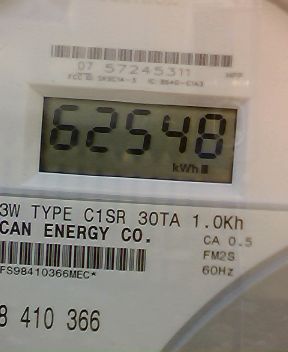 07 57245311
62548
kWh
3W TYPE C1SR 30TA 1.0Kh
CAN ENERGY CO.
CA 0.5
FM2S
60Hz
FS98410366MEC*
8 410 366